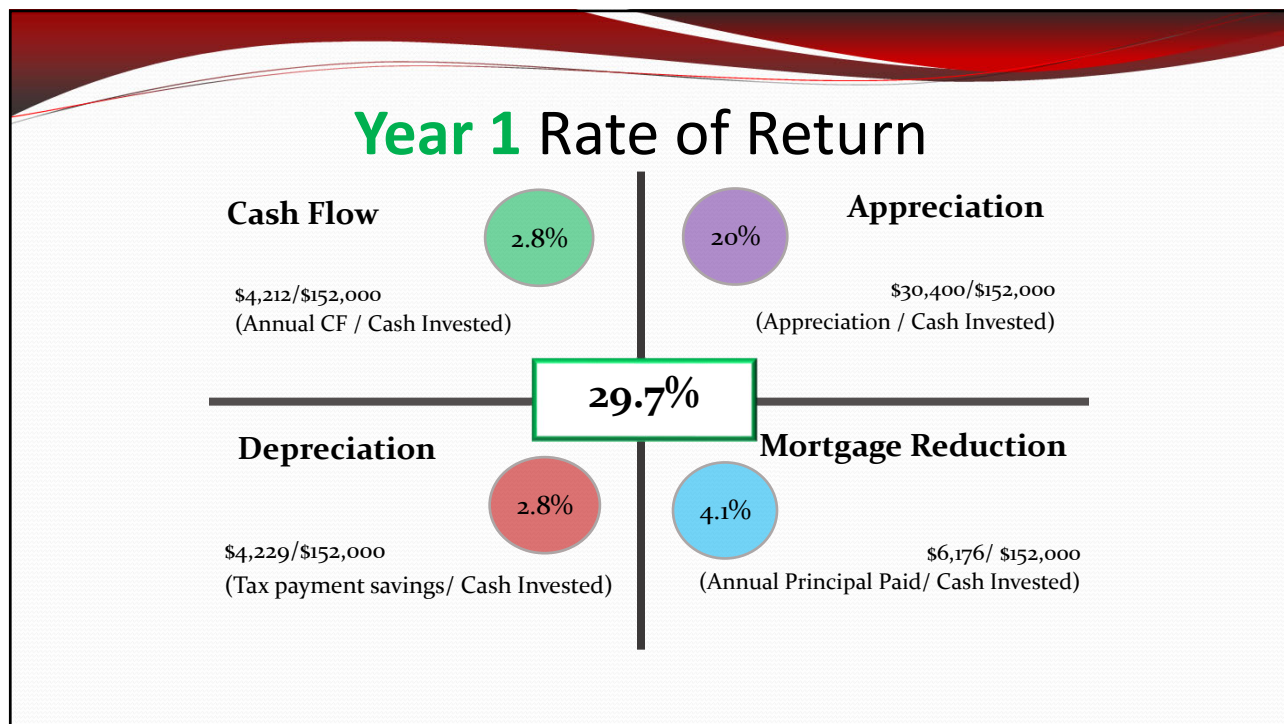 Year 1 Rate of Return
Cash Flow
2.8%
$4,212/$152,000
(Annual CF / Cash Invested)
20%
Appreciation
$30,400/$152,000
(Appreciation / Cash Invested)
29.7%
Depreciation
2.8%
$4,229/$152,000
(Tax payment savings/ Cash Invested)
Mortgage Reduction
4.1%
$6,176/ $152,000
(Annual Principal Paid/ Cash Invested)